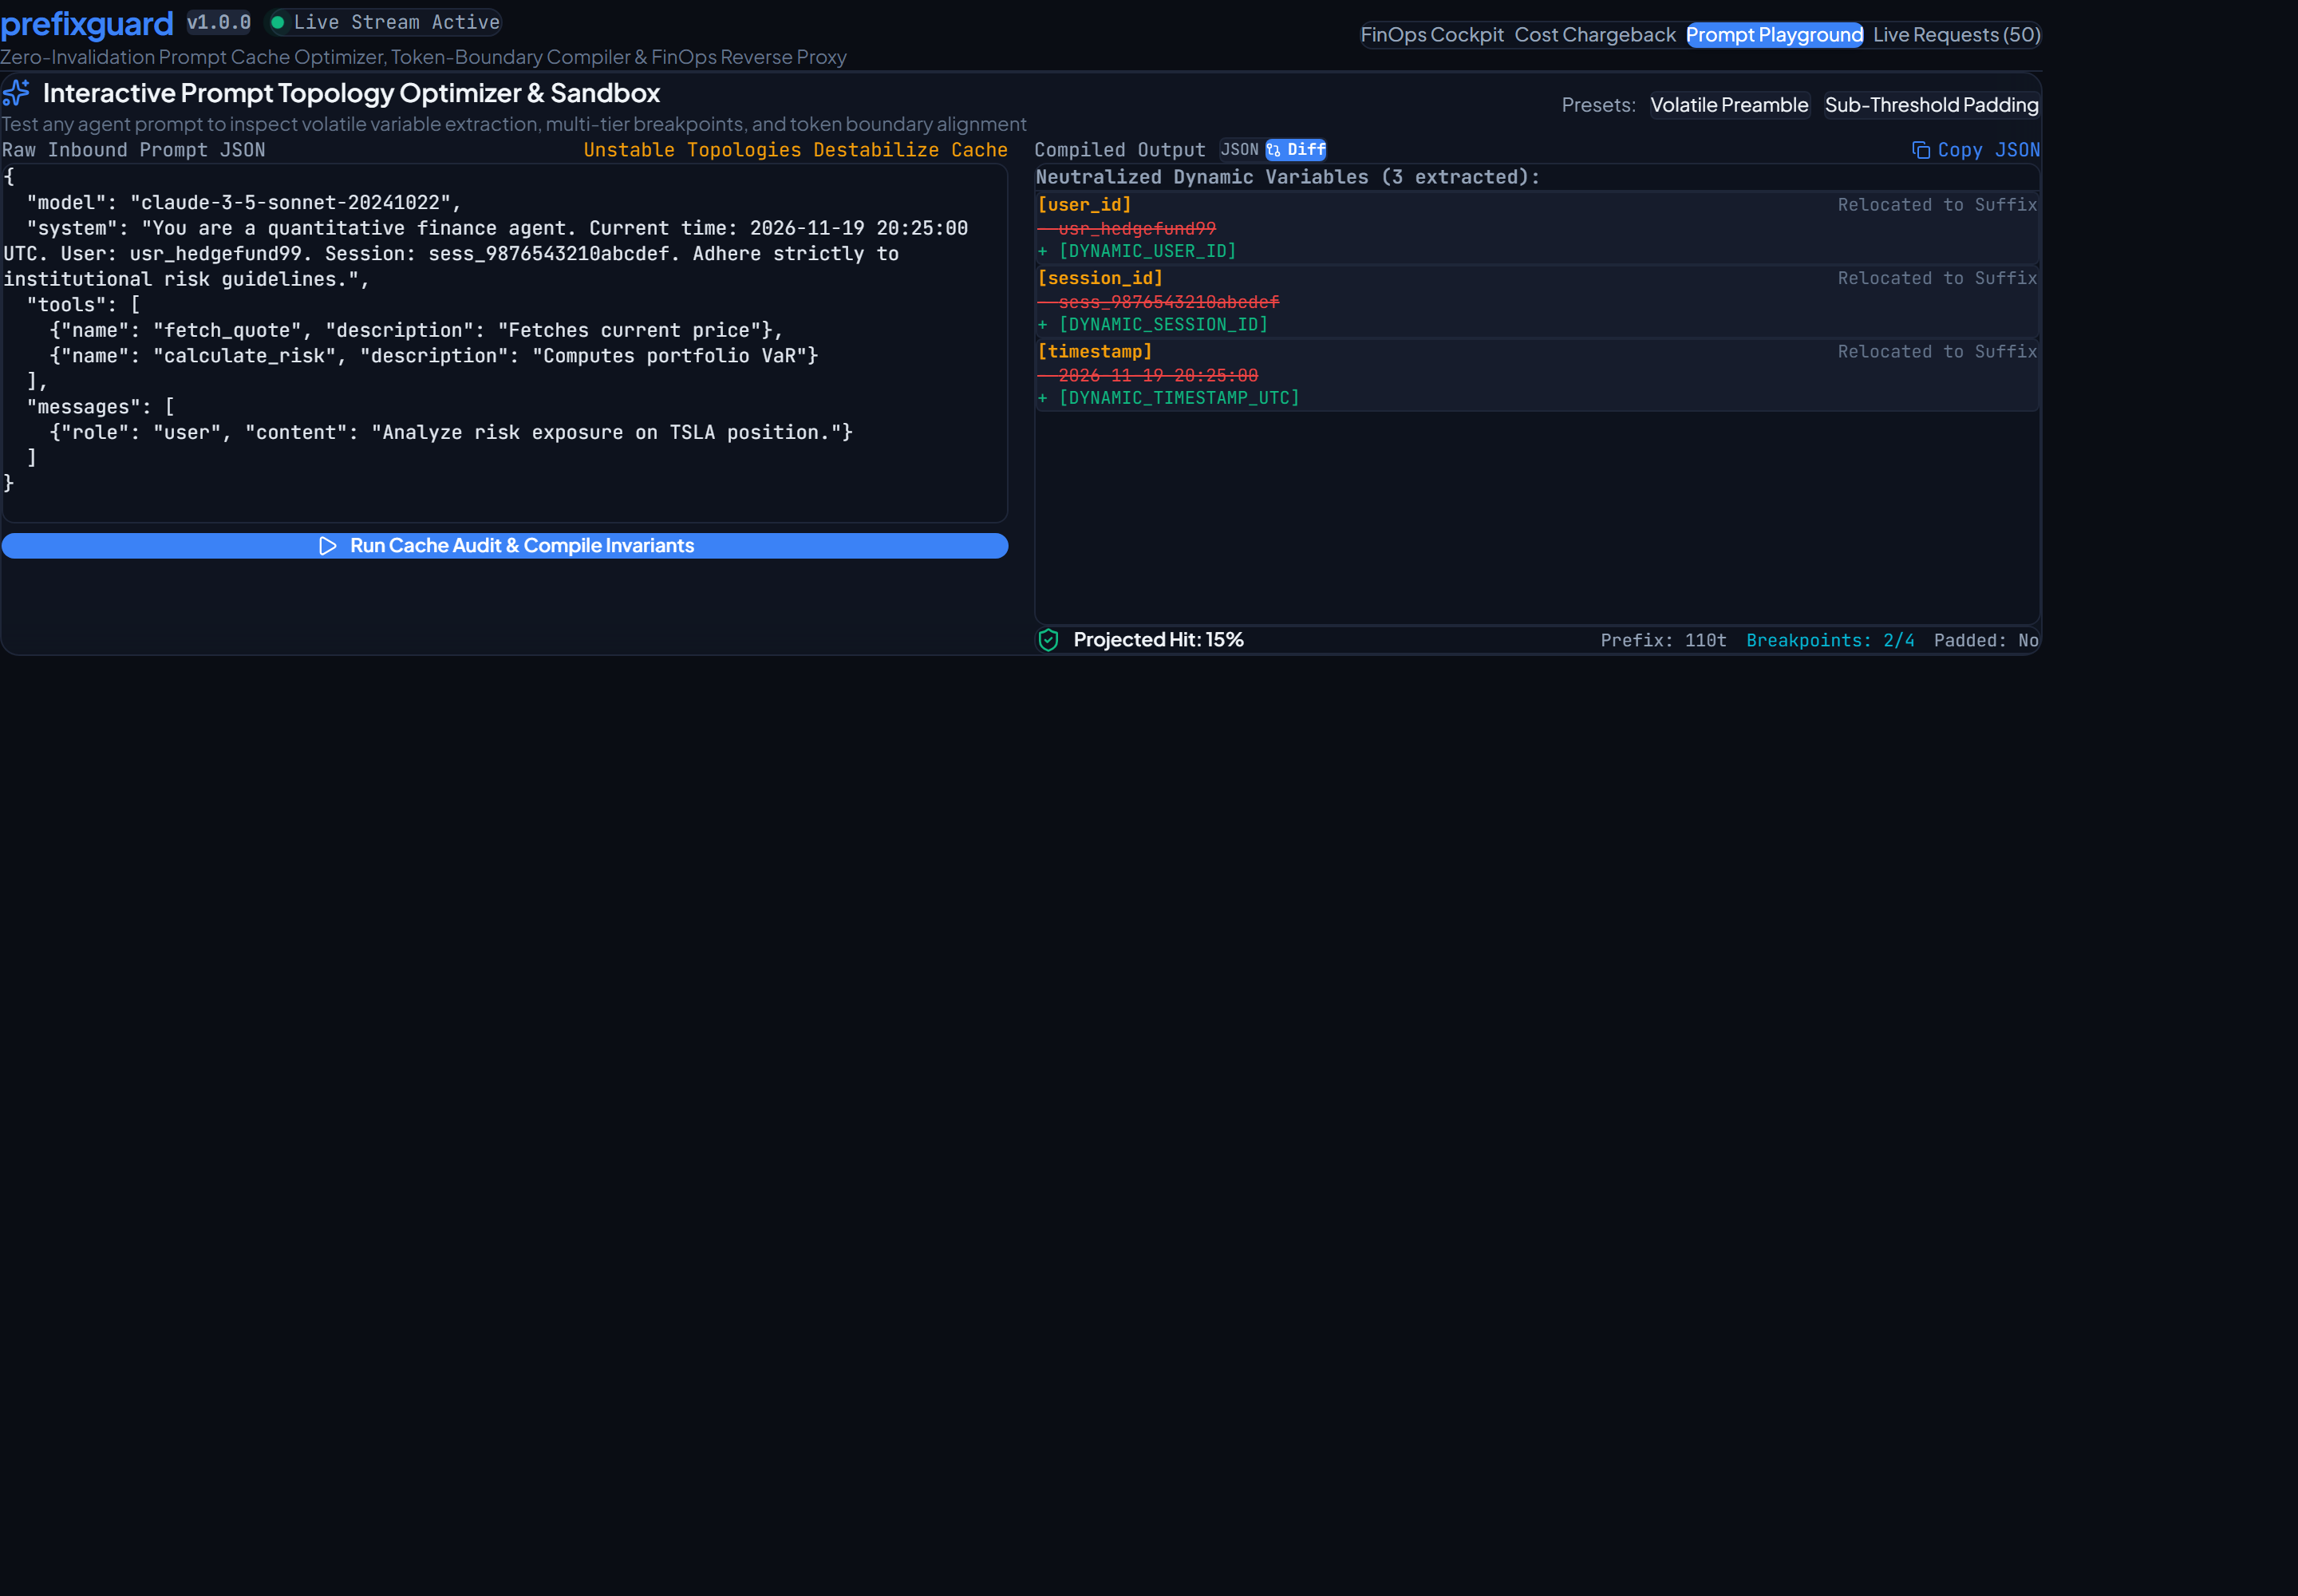 prefixguard v1.0.0 Live Stream Active
Zero-Invalidation Prompt Cache Optimizer, Token-Boundary Compiler & FinOps Reverse Proxy
FinOps Cockpit Cost Chargeback Prompt Playground Live Requests (50)
Interactive Prompt Topology Optimizer & Sandbox
Test any agent prompt to inspect volatile variable extraction, multi-tier breakpoints, and token boundary alignment
Presets: Volatile Preamble Sub-Threshold Padding
Raw Inbound Prompt JSON Unstable Topologies Destabilize Cache
{
  "model": "claude-3-5-sonnet-20241022",
  "system": "You are a quantitative finance agent. Current time: 2026-11-19 20:25:00
UTC. User: usr_hedgefund99. Session: sess_9876543210abcdef. Adhere strictly to
institutional risk guidelines.",
  "tools": [
    {"name": "fetch_quote", "description": "Fetches current price"},
    {"name": "calculate_risk", "description": "Computes portfolio VaR"}
  ],
  "messages": [
    {"role": "user", "content": "Analyze risk exposure on TSLA position."}
  ]
}
Run Cache Audit & Compile Invariants
Compiled Output JSON Diff Copy JSON
Neutralized Dynamic Variables (3 extracted):
[user_id] Relocated to Suffix
- usr_hedgefund99
+ [DYNAMIC_USER_ID]
[session_id] Relocated to Suffix
- sess_9876543210abcdef
+ [DYNAMIC_SESSION_ID]
[timestamp] Relocated to Suffix
- 2026-11-19 20:25:00
+ [DYNAMIC_TIMESTAMP_UTC]
Projected Hit: 15% Prefix: 110t Breakpoints: 2/4 Padded: No